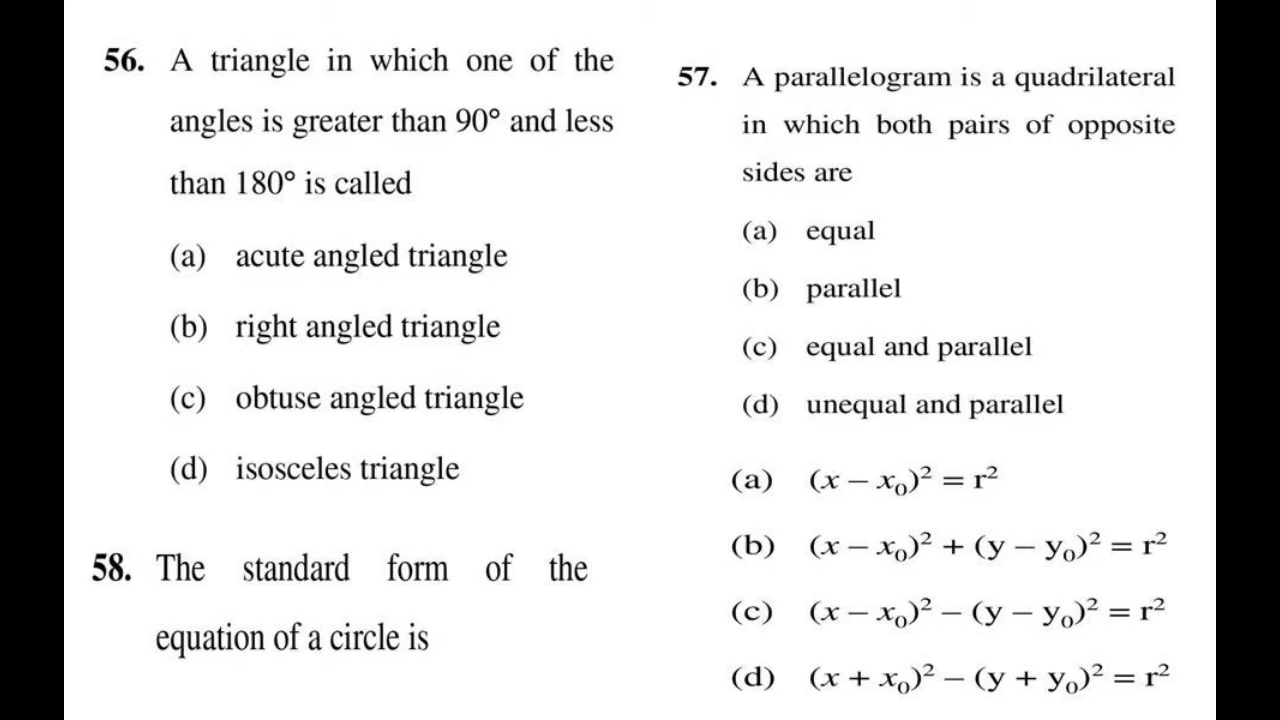 56. A triangle in which one of the
angles is greater than 90° and less
than 180° is called
(a) acute angled triangle
(b) right angled triangle
(c) obtuse angled triangle
(d) isosceles triangle
57. A parallelogram is a quadrilateral
in which both pairs of opposite
sides are
(a) equal
(b) parallel
(c) equal and parallel
(d) unequal and parallel
58. The standard form of the
equation of a circle is
(a) (x – x₀)² = r²
(b) (x – x₀)² + (y – y₀)² = r²
(c) (x – x₀)² – (y – y₀)² = r²
(d) (x + x₀)² – (y + y₀)² = r²